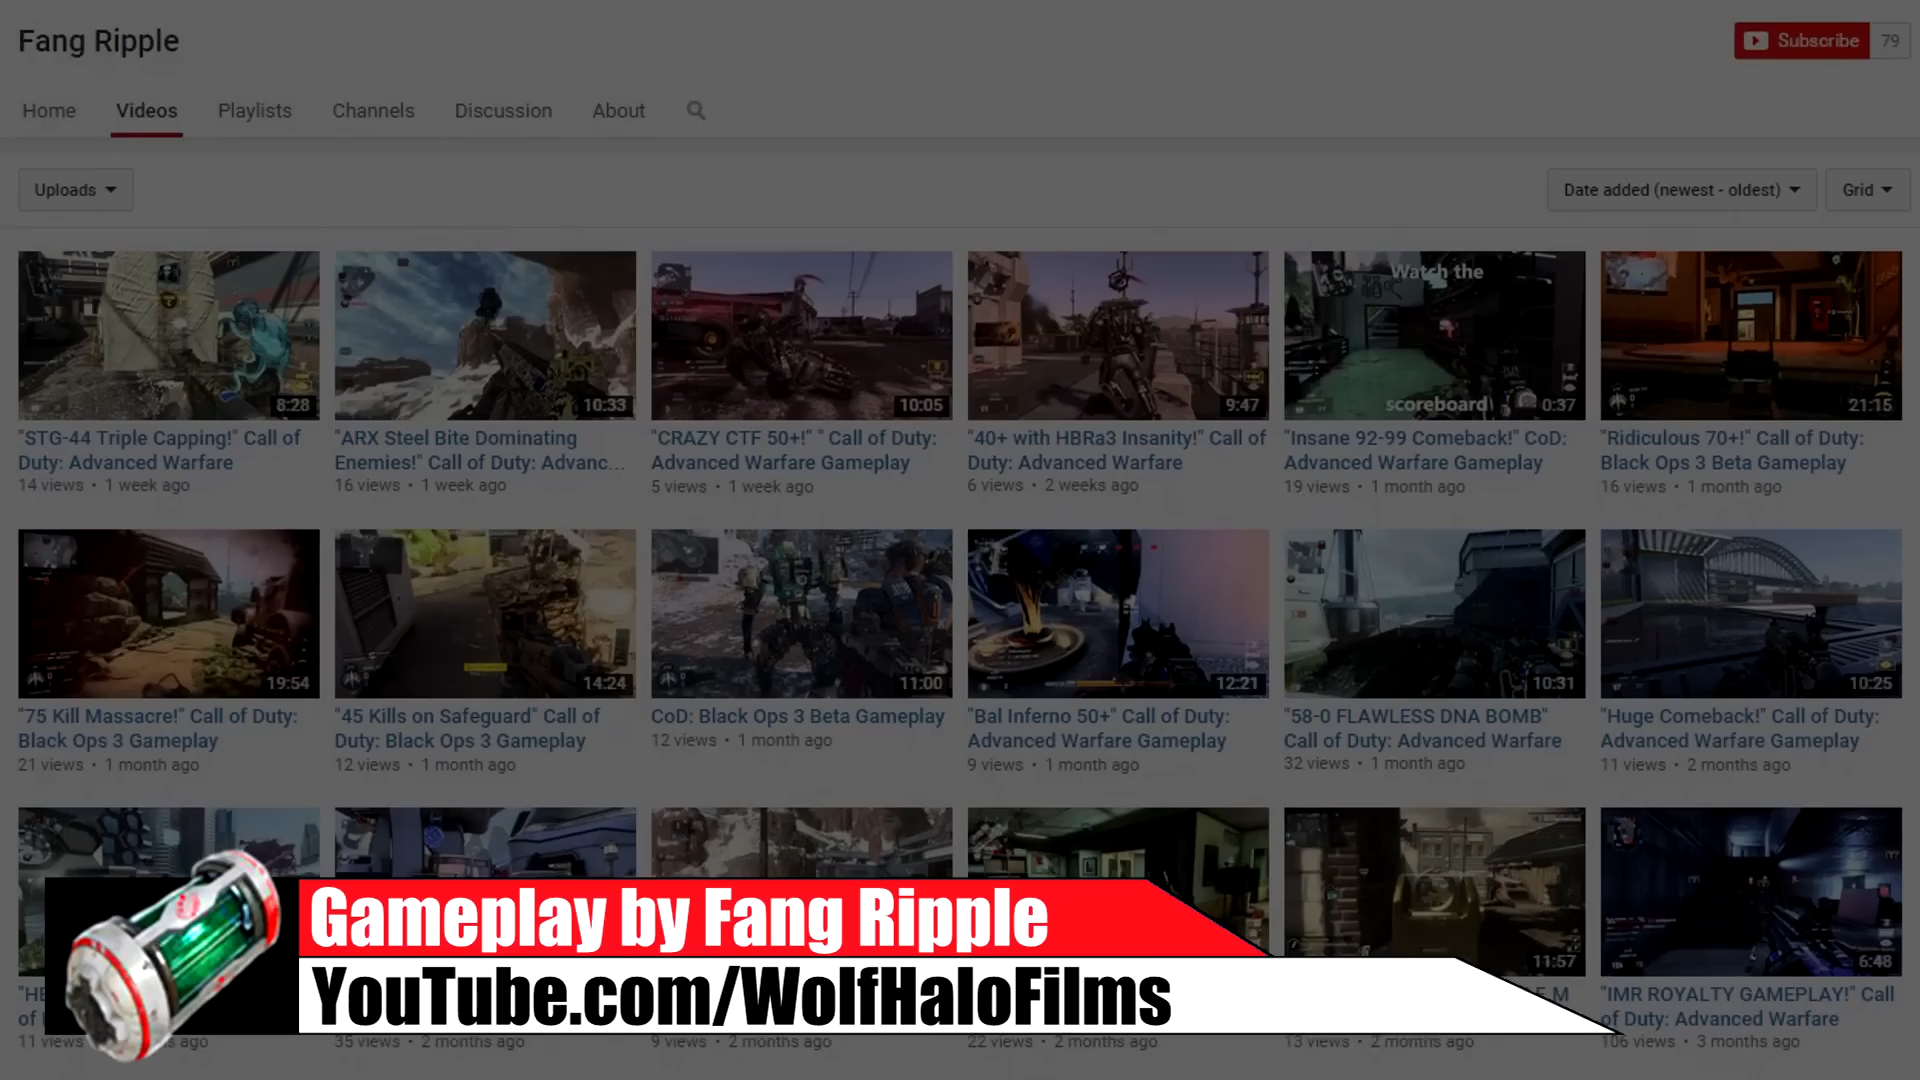 Fang Ripple
Subscribe 79
Home Videos Playlists Channels Discussion About
Uploads Date added (newest - oldest) Grid
Watch the
scoreboard
8:28 10:33 10:05 9:47 0:37 21:15
"STG-44 Triple Capping!" Call of Duty: Advanced Warfare
14 views • 1 week ago
"ARX Steel Bite Dominating Enemies!" Call of Duty: Advanc...
16 views • 1 week ago
"CRAZY CTF 50+!" " Call of Duty: Advanced Warfare Gameplay
5 views • 1 week ago
"40+ with HBRa3 Insanity!" Call of Duty: Advanced Warfare
6 views • 2 weeks ago
"Insane 92-99 Comeback!" CoD: Advanced Warfare Gameplay
19 views • 1 month ago
"Ridiculous 70+!" Call of Duty: Black Ops 3 Beta Gameplay
16 views • 1 month ago
19:54 14:24 11:00 12:21 10:31 10:25
"75 Kill Massacre!" Call of Duty: Black Ops 3 Gameplay
21 views • 1 month ago
"45 Kills on Safeguard" Call of Duty: Black Ops 3 Gameplay
12 views • 1 month ago
CoD: Black Ops 3 Beta Gameplay
12 views • 1 month ago
"Bal Inferno 50+" Call of Duty: Advanced Warfare Gameplay
9 views • 1 month ago
"58-0 FLAWLESS DNA BOMB" Call of Duty: Advanced Warfare
32 views • 1 month ago
"Huge Comeback!" Call of Duty: Advanced Warfare Gameplay
11 views • 2 months ago
Gameplay by Fang Ripple
YouTube.com/WolfHaloFilms
11:57 6:48
"IMR ROYALTY GAMEPLAY!" Call of Duty: Advanced Warfare
11 views ago
35 views • 2 months ago
9 views • 2 months ago
22 views • 2 months ago
13 views • 2 months ago
106 views • 3 months ago